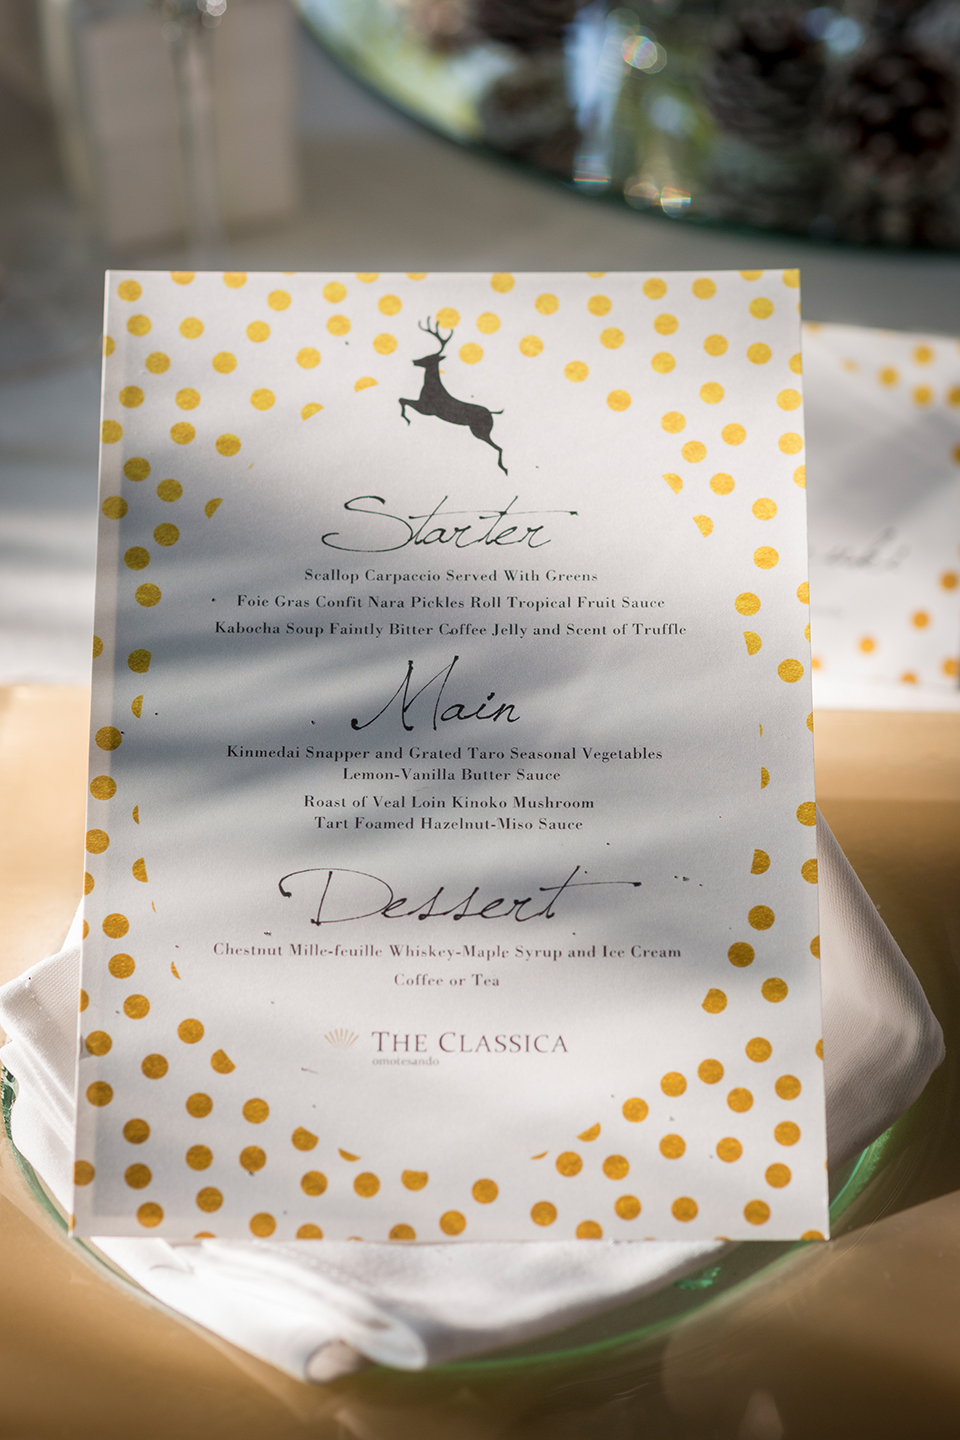 Starter
Scallop Carpaccio Served With Greens
Foie Gras Confit Nara Pickles Roll Tropical Fruit Sauce
Kabocha Soup Faintly Bitter Coffee Jelly and Scent of Truffle
Main
Kinmedai Snapper and Grated Taro Seasonal Vegetables
Lemon-Vanilla Butter Sauce
Roast of Veal Loin Kinoko Mushroom
Tart Foamed Hazelnut-Miso Sauce
Dessert
Chestnut Mille-feuille Whiskey-Maple Syrup and Ice Cream
Coffee or Tea
THE CLASSICA
omotesando